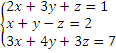 2x + 3y + z = 1
x + y − z = 2
3x + 4y + 3z = 7